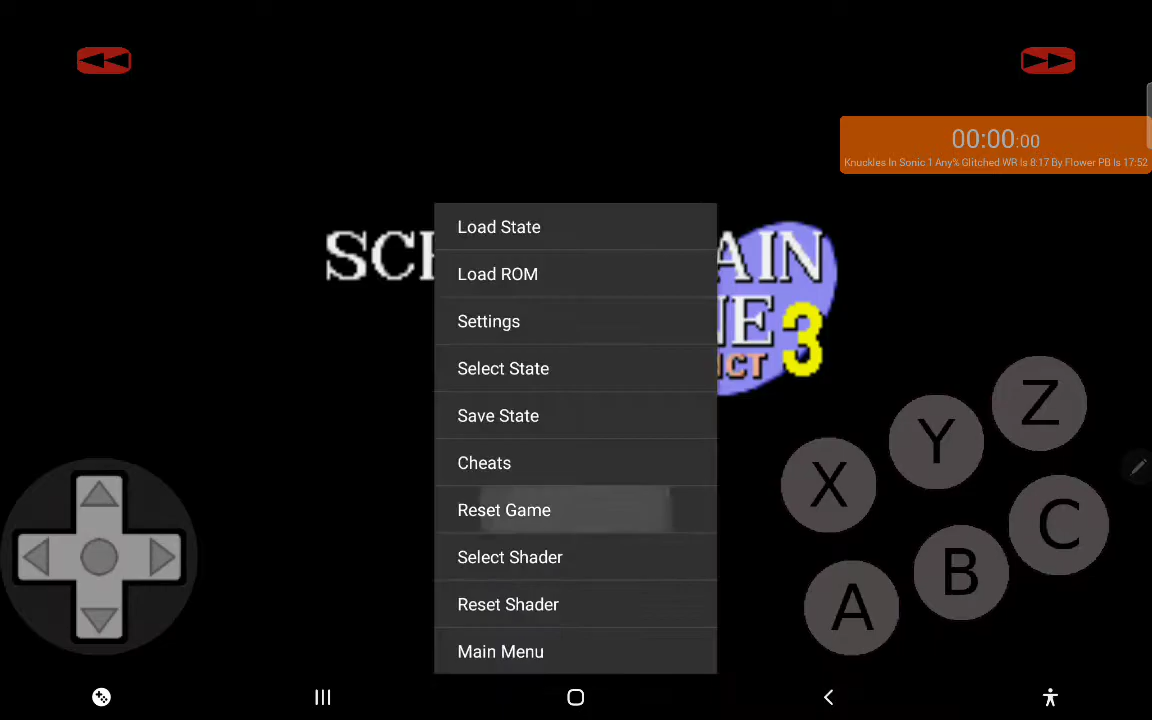 00:00:00
Knuckles In Sonic 1 Any% Glitched WR Is 8:17 By Flower PB Is 17:52
Load State
Load ROM
Settings
Select State
Save State
Cheats
Reset Game
Select Shader
Reset Shader
Main Menu
3
X
Y
Z
A
B
C